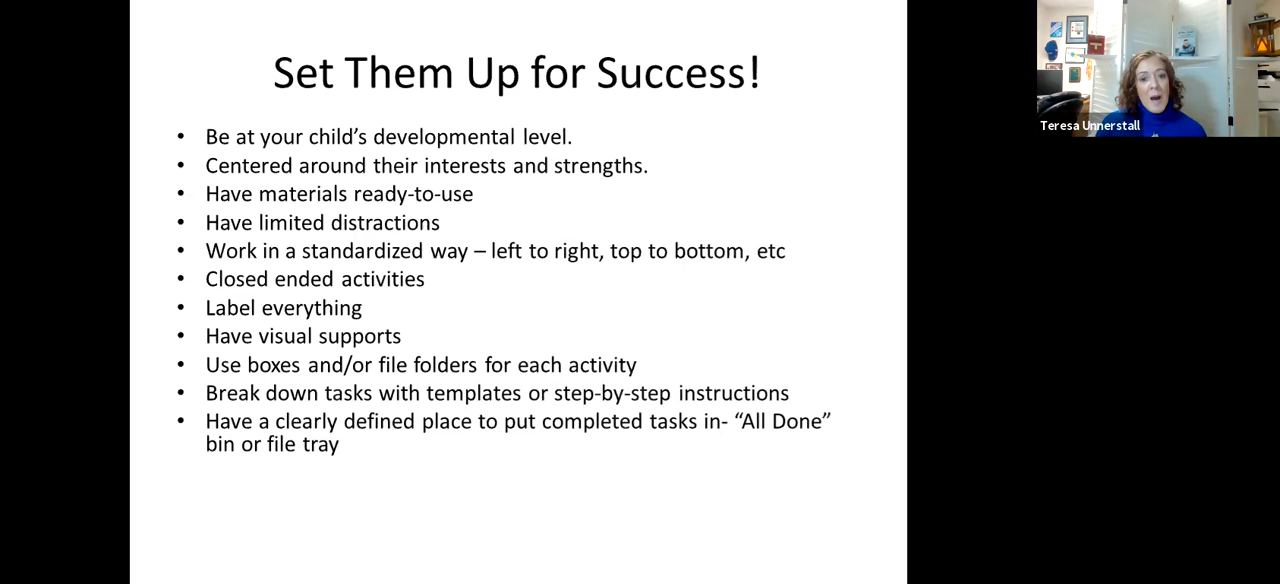 Set Them Up for Success!
• Be at your child's developmental level.
• Centered around their interests and strengths.
• Have materials ready-to-use
• Have limited distractions
• Work in a standardized way – left to right, top to bottom, etc
• Closed ended activities
• Label everything
• Have visual supports
• Use boxes and/or file folders for each activity
• Break down tasks with templates or step-by-step instructions
• Have a clearly defined place to put completed tasks in- “All Done”
bin or file tray
Teresa Unnerstall